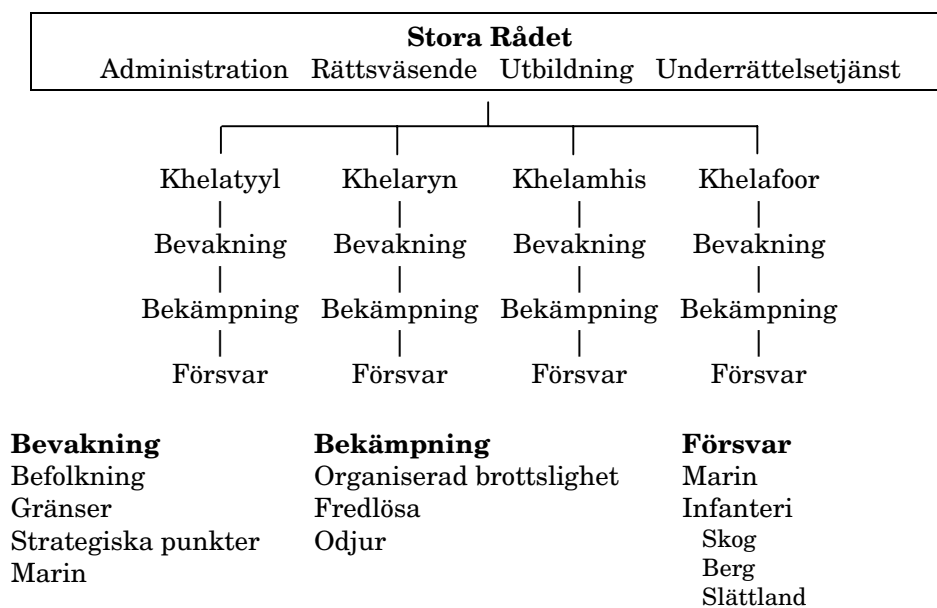 Stora Rådet
Administration Rättsväsende Utbildning Underrättelsetjänst
Khelatyyl Khelaryn Khelamhis Khelafoor
Bevakning Bevakning Bevakning Bevakning
Bekämpning Bekämpning Bekämpning Bekämpning
Försvar Försvar Försvar Försvar
Bevakning Bekämpning Försvar
Befolkning Organiserad brottslighet Marin
Gränser Fredlösa Infanteri
Strategiska punkter Odjur Skog
Marin Berg
Slättland